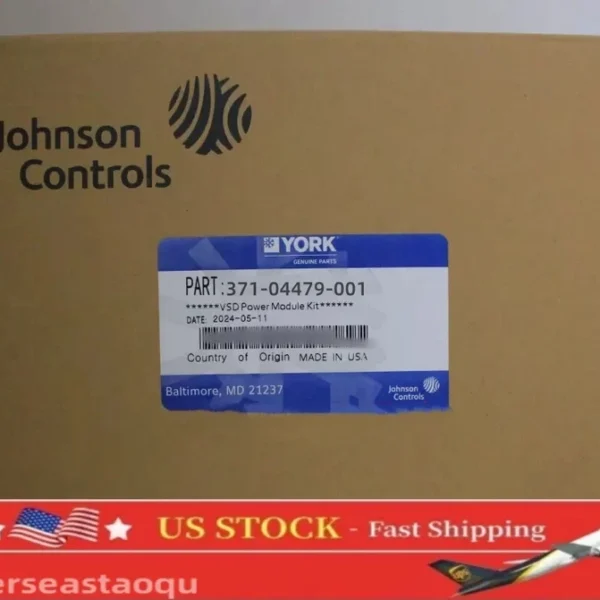 Johnson
Controls
YORK
GENUINE PARTS
PART:371-04479-001
******VSD Power Module Kit******
DATE: 2024-05-11
Country of Origin MADE IN USA
Baltimore, MD 21237
Johnson
Controls
US STOCK - Fast Shipping
erseastaoqu